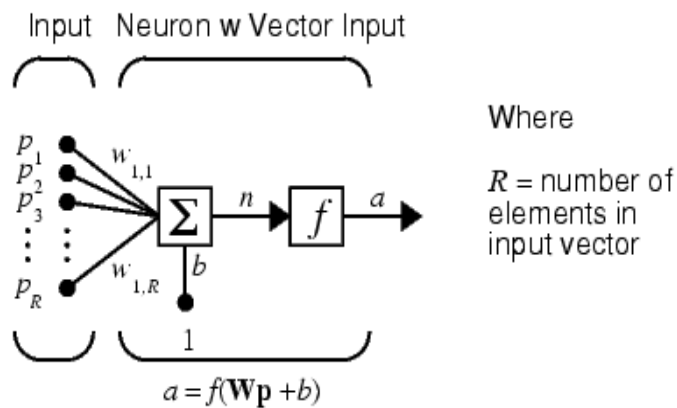 Input Neuron w Vector Input
p1
p2
p3
pR
w1,1
w1,R
Σ
n
f
a
b
1
a = f(Wp +b)
Where
R = number of
elements in
input vector